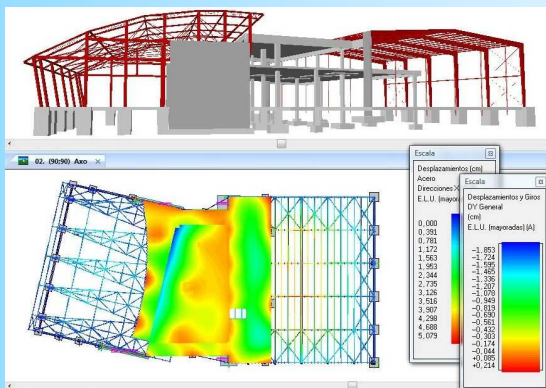 02. (90;90) Axo
Escala
Desplazamientos (cm)
Acero
Direcciones X
E.L.U. (mayora
0,000
0,391
0,781
1,172
1,563
1,953
2,344
2,735
3,126
3,516
3,907
4,298
4,688
5,079
Escala
Desplazamientos y Giros
DY General
(cm)
E.L.U. (mayoradas) (A)
-1.853
-1.724
-1.595
-1.465
-1.336
-1.207
-1.078
-0.949
-0.819
-0.690
-0.561
-0.432
-0.303
-0.174
-0.044
+0.085
+0,214